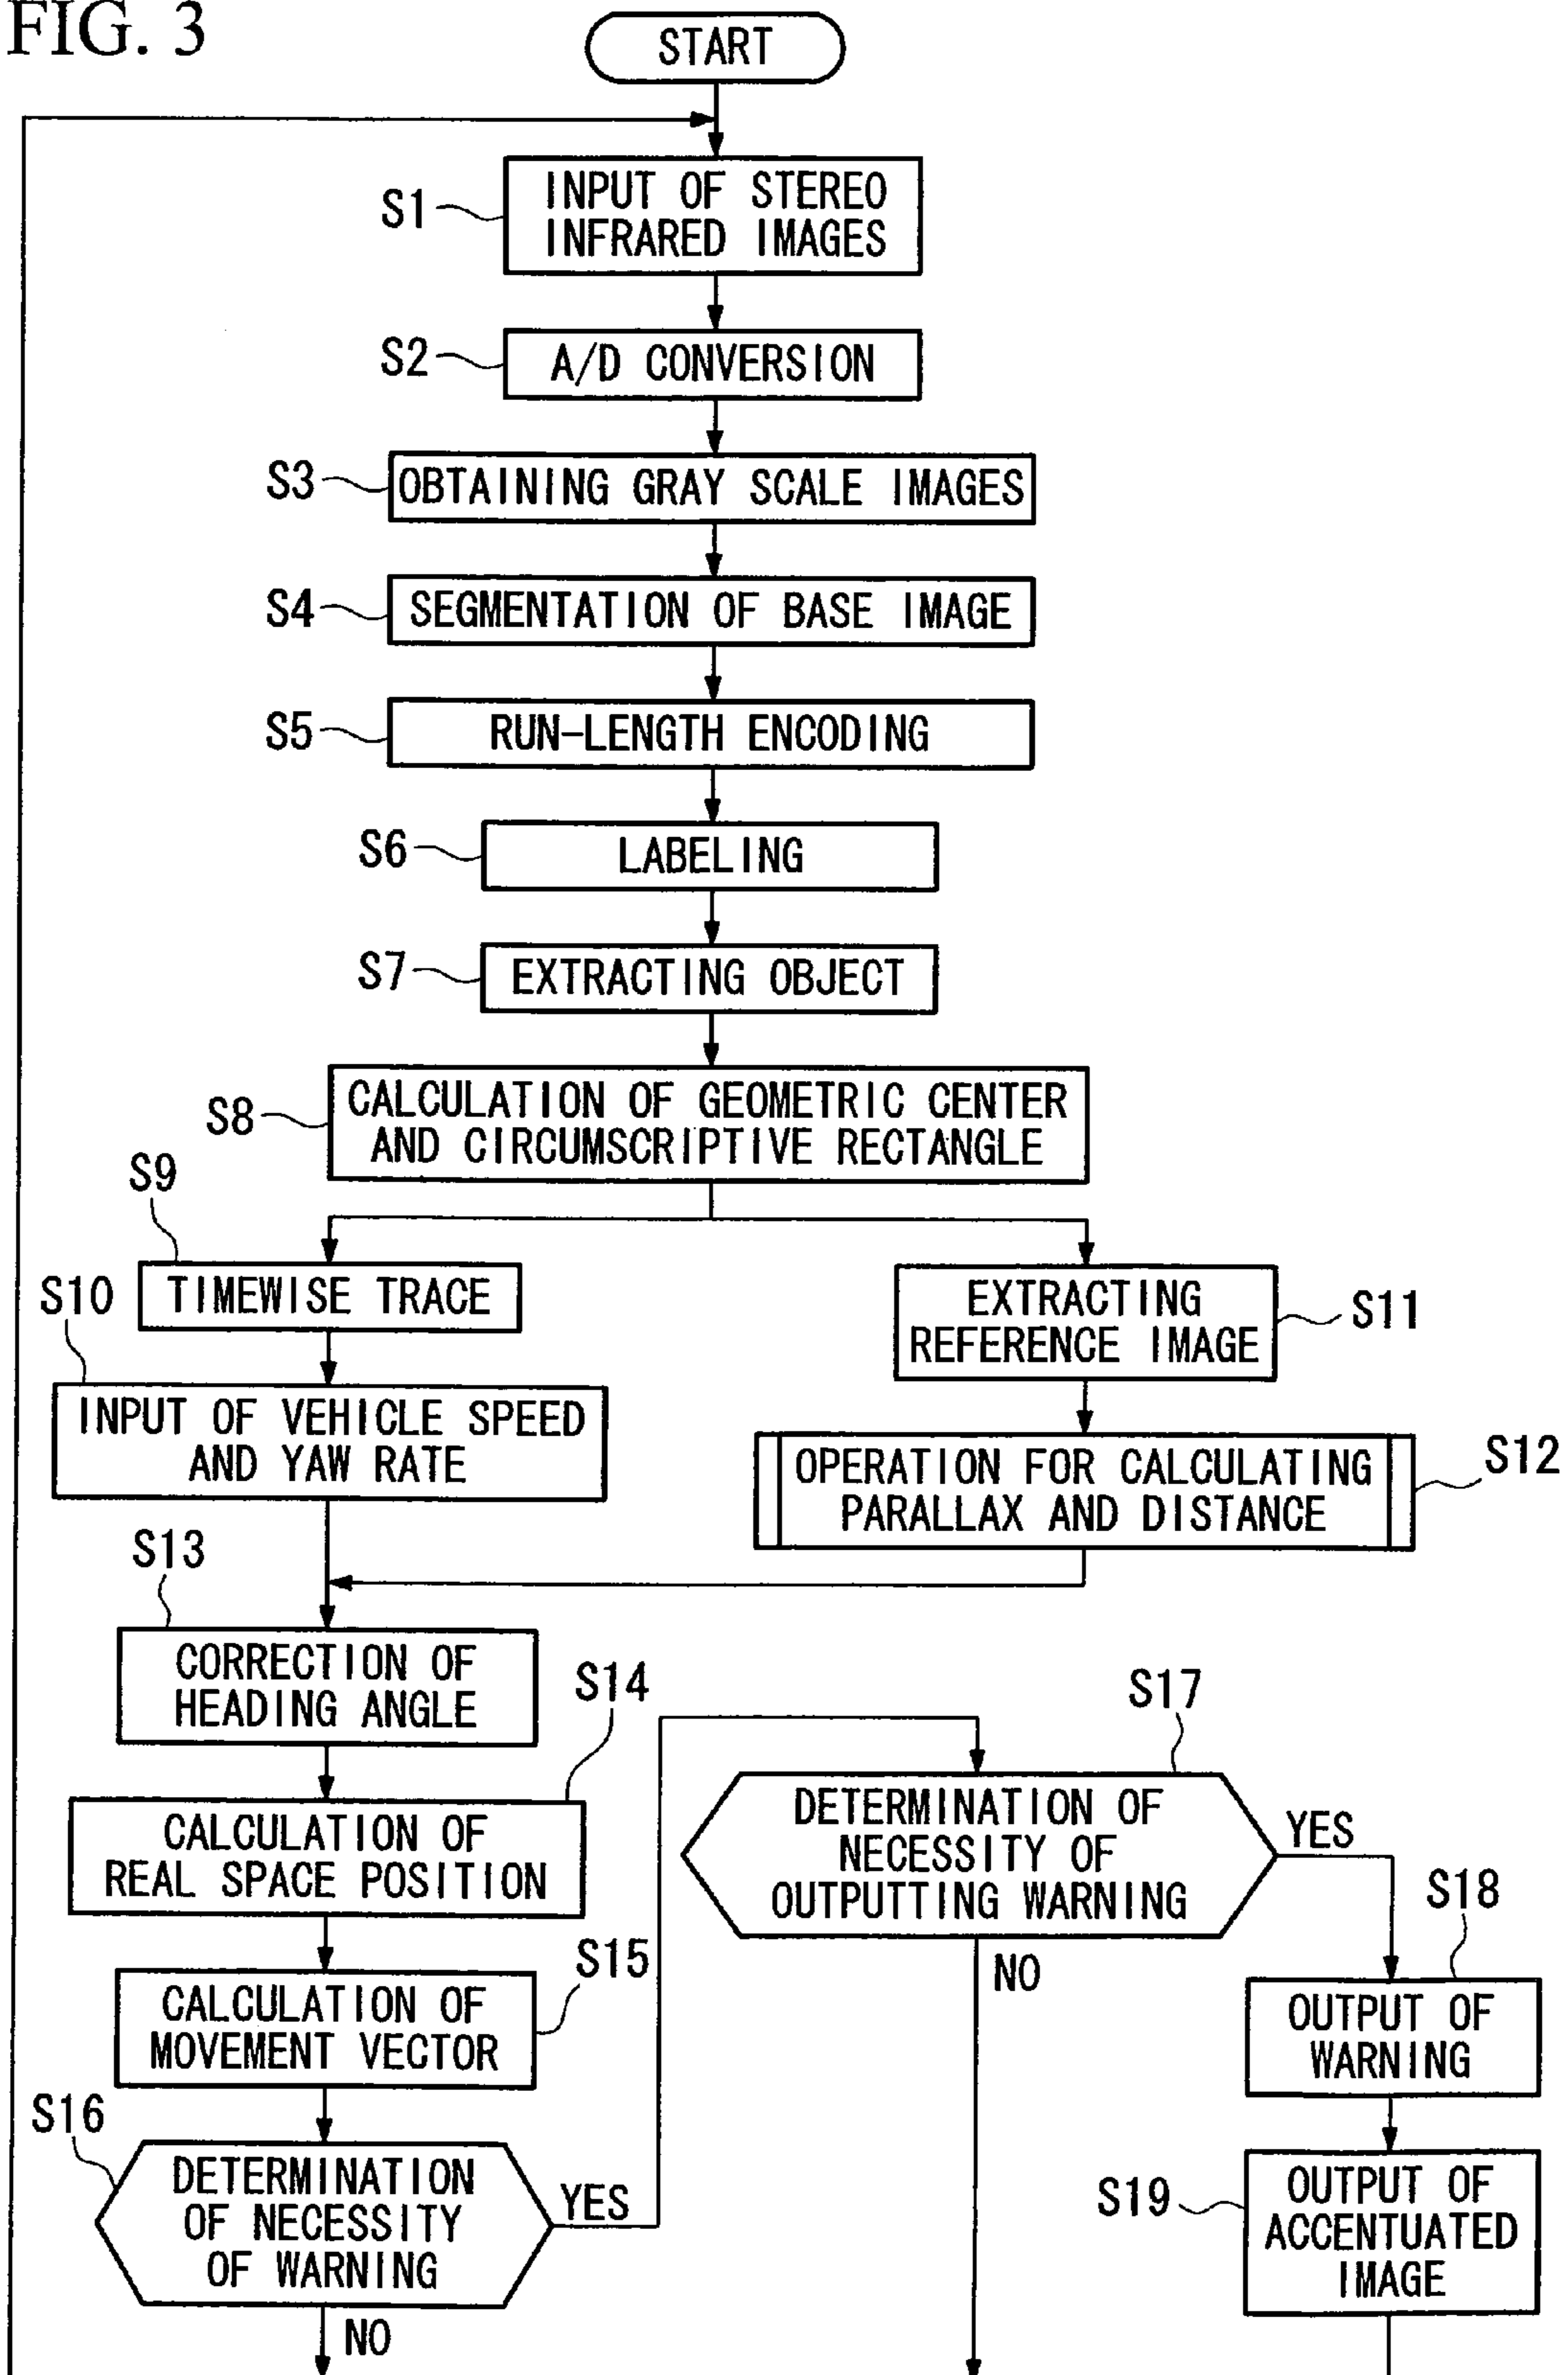 FIG. 3
START
S1
INPUT OF STEREO
INFRARED IMAGES
S2
A/D CONVERSION
S3
OBTAINING GRAY SCALE IMAGES
S4
SEGMENTATION OF BASE IMAGE
S5
RUN-LENGTH ENCODING
S6
LABELING
S7
EXTRACTING OBJECT
S8
CALCULATION OF GEOMETRIC CENTER
AND CIRCUMSCRIPTIVE RECTANGLE
S9
TIMEWISE TRACE
S10
INPUT OF VEHICLE SPEED
AND YAW RATE
S11
EXTRACTING
REFERENCE IMAGE
S12
OPERATION FOR CALCULATING
PARALLAX AND DISTANCE
S13
CORRECTION OF
HEADING ANGLE
S14
CALCULATION OF
REAL SPACE POSITION
S15
CALCULATION OF
MOVEMENT VECTOR
S16
DETERMINATION
OF NECESSITY
OF WARNING
YES
NO
S17
DETERMINATION OF
NECESSITY OF
OUTPUTTING WARNING
YES
NO
S18
OUTPUT OF
WARNING
S19
OUTPUT OF
ACCENTUATED
IMAGE